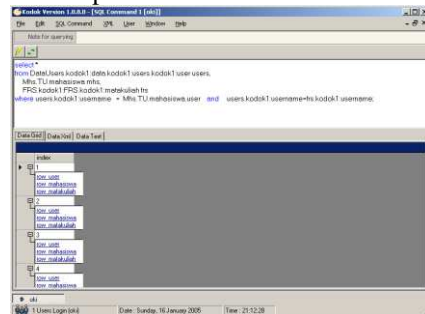 Kodok Version 1.0.0.0 - [SQL Command 1 [oki]]
File Edit SQL Command XML User Window Help
Note for querying
select *
from DataUsers.kodok1:data.kodok1:users.kodok1:user users,
Mhs.TU:mahasiswa mhs,
FRS.kodok1:FRS.kodok1:matakuliah frs
where users.kodok1:username = Mhs.TU:mahasiswa.user and users.kodok1:username=frs.kodok1:username;
Data Grid Data Xml Data Text
index
1
row_user
row_mahasiswa
row_matakuliah
2
row_user
row_mahasiswa
row_matakuliah
3
row_user
row_mahasiswa
row_matakuliah
4
row_user
row_mahasiswa
oki
1 Users Login (oki) Date : Sunday, 16 January 2005 Time : 21:12:28